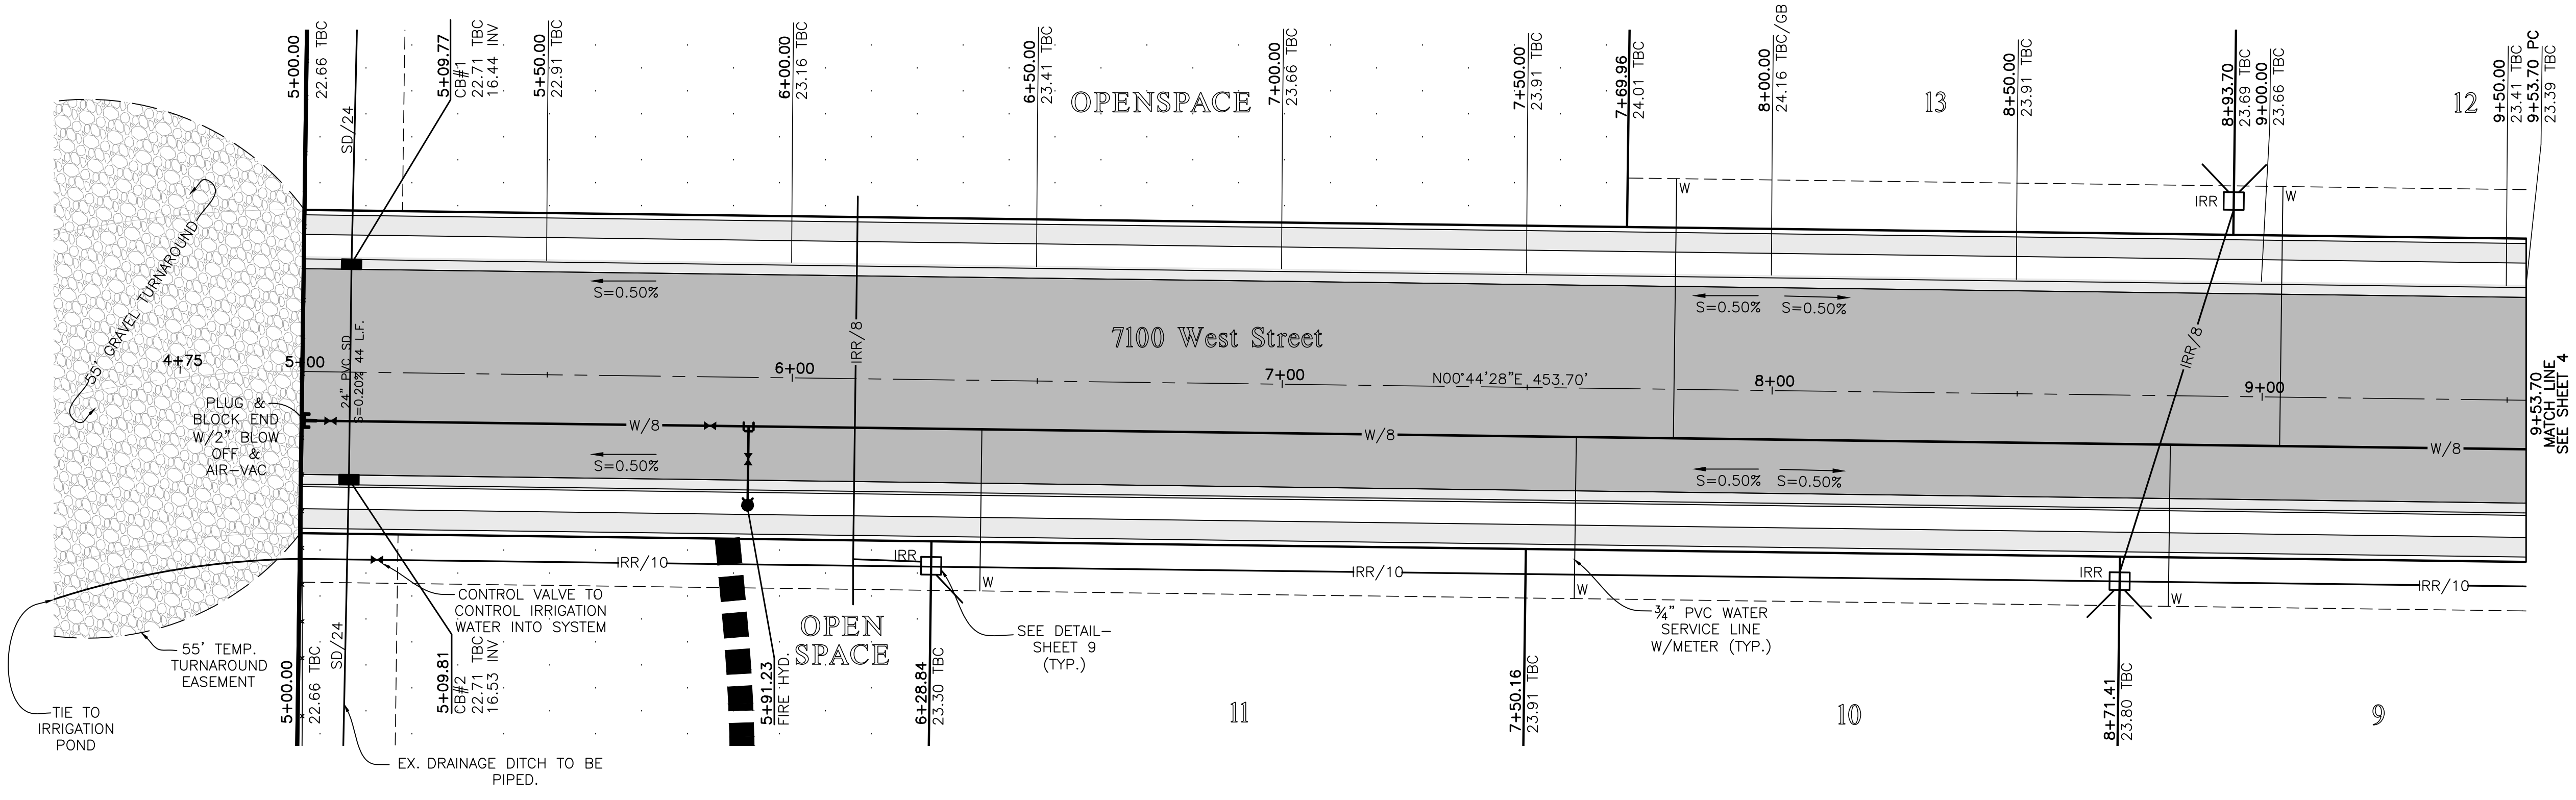 5+00.00
22.66 TBC
SD/24
5+09.77
CB#1
22.71 TBC
16.44 INV
5+50.00
22.91 TBC
6+00.00
23.16 TBC
6+50.00
23.41 TBC
OPENSPACE
7+00.00
23.66 TBC
7+50.00
23.91 TBC
7+69.96
24.01 TBC
8+00.00
24.16 TBC/GB
13
8+50.00
23.91 TBC
8+93.70
23.69 TBC
9+00.00
23.66 TBC
12
9+50.00
23.41 TBC
9+53.70 PC
23.39 TBC
W
IRR
W
55' GRAVEL TURNAROUND
S=0.50%
S=0.50%
S=0.50%
7100 West Street
IRR/8
IRR/8
4+75
5+00
24" PVC SD
S=0.20% 44 L.F.
6+00
7+00
N00°44'28"E 453.70'
8+00
9+00
9+53.70
MATCH LINE
SEE SHEET 4
PLUG &
BLOCK END
W/2" BLOW
OFF &
AIR-VAC
W/8
W/8
W/8
S=0.50%
S=0.50%
S=0.50%
IRR/10
IRR
IRR/10
IRR
IRR/10
W
W
W
CONTROL VALVE TO
CONTROL IRRIGATION
WATER INTO SYSTEM
SEE DETAIL-
SHEET 9
(TYP.)
¾" PVC WATER
SERVICE LINE
W/METER (TYP.)
OPEN
SPACE
55' TEMP.
TURNAROUND
EASEMENT
TIE TO
IRRIGATION
POND
5+00.00
22.66 TBC
SD/24
5+09.81
CB#2
22.71 TBC
16.53 INV
5+91.23
FIRE HYD.
6+28.84
23.30 TBC
11
7+50.16
23.91 TBC
10
8+71.41
23.80 TBC
9
EX. DRAINAGE DITCH TO BE
PIPED.